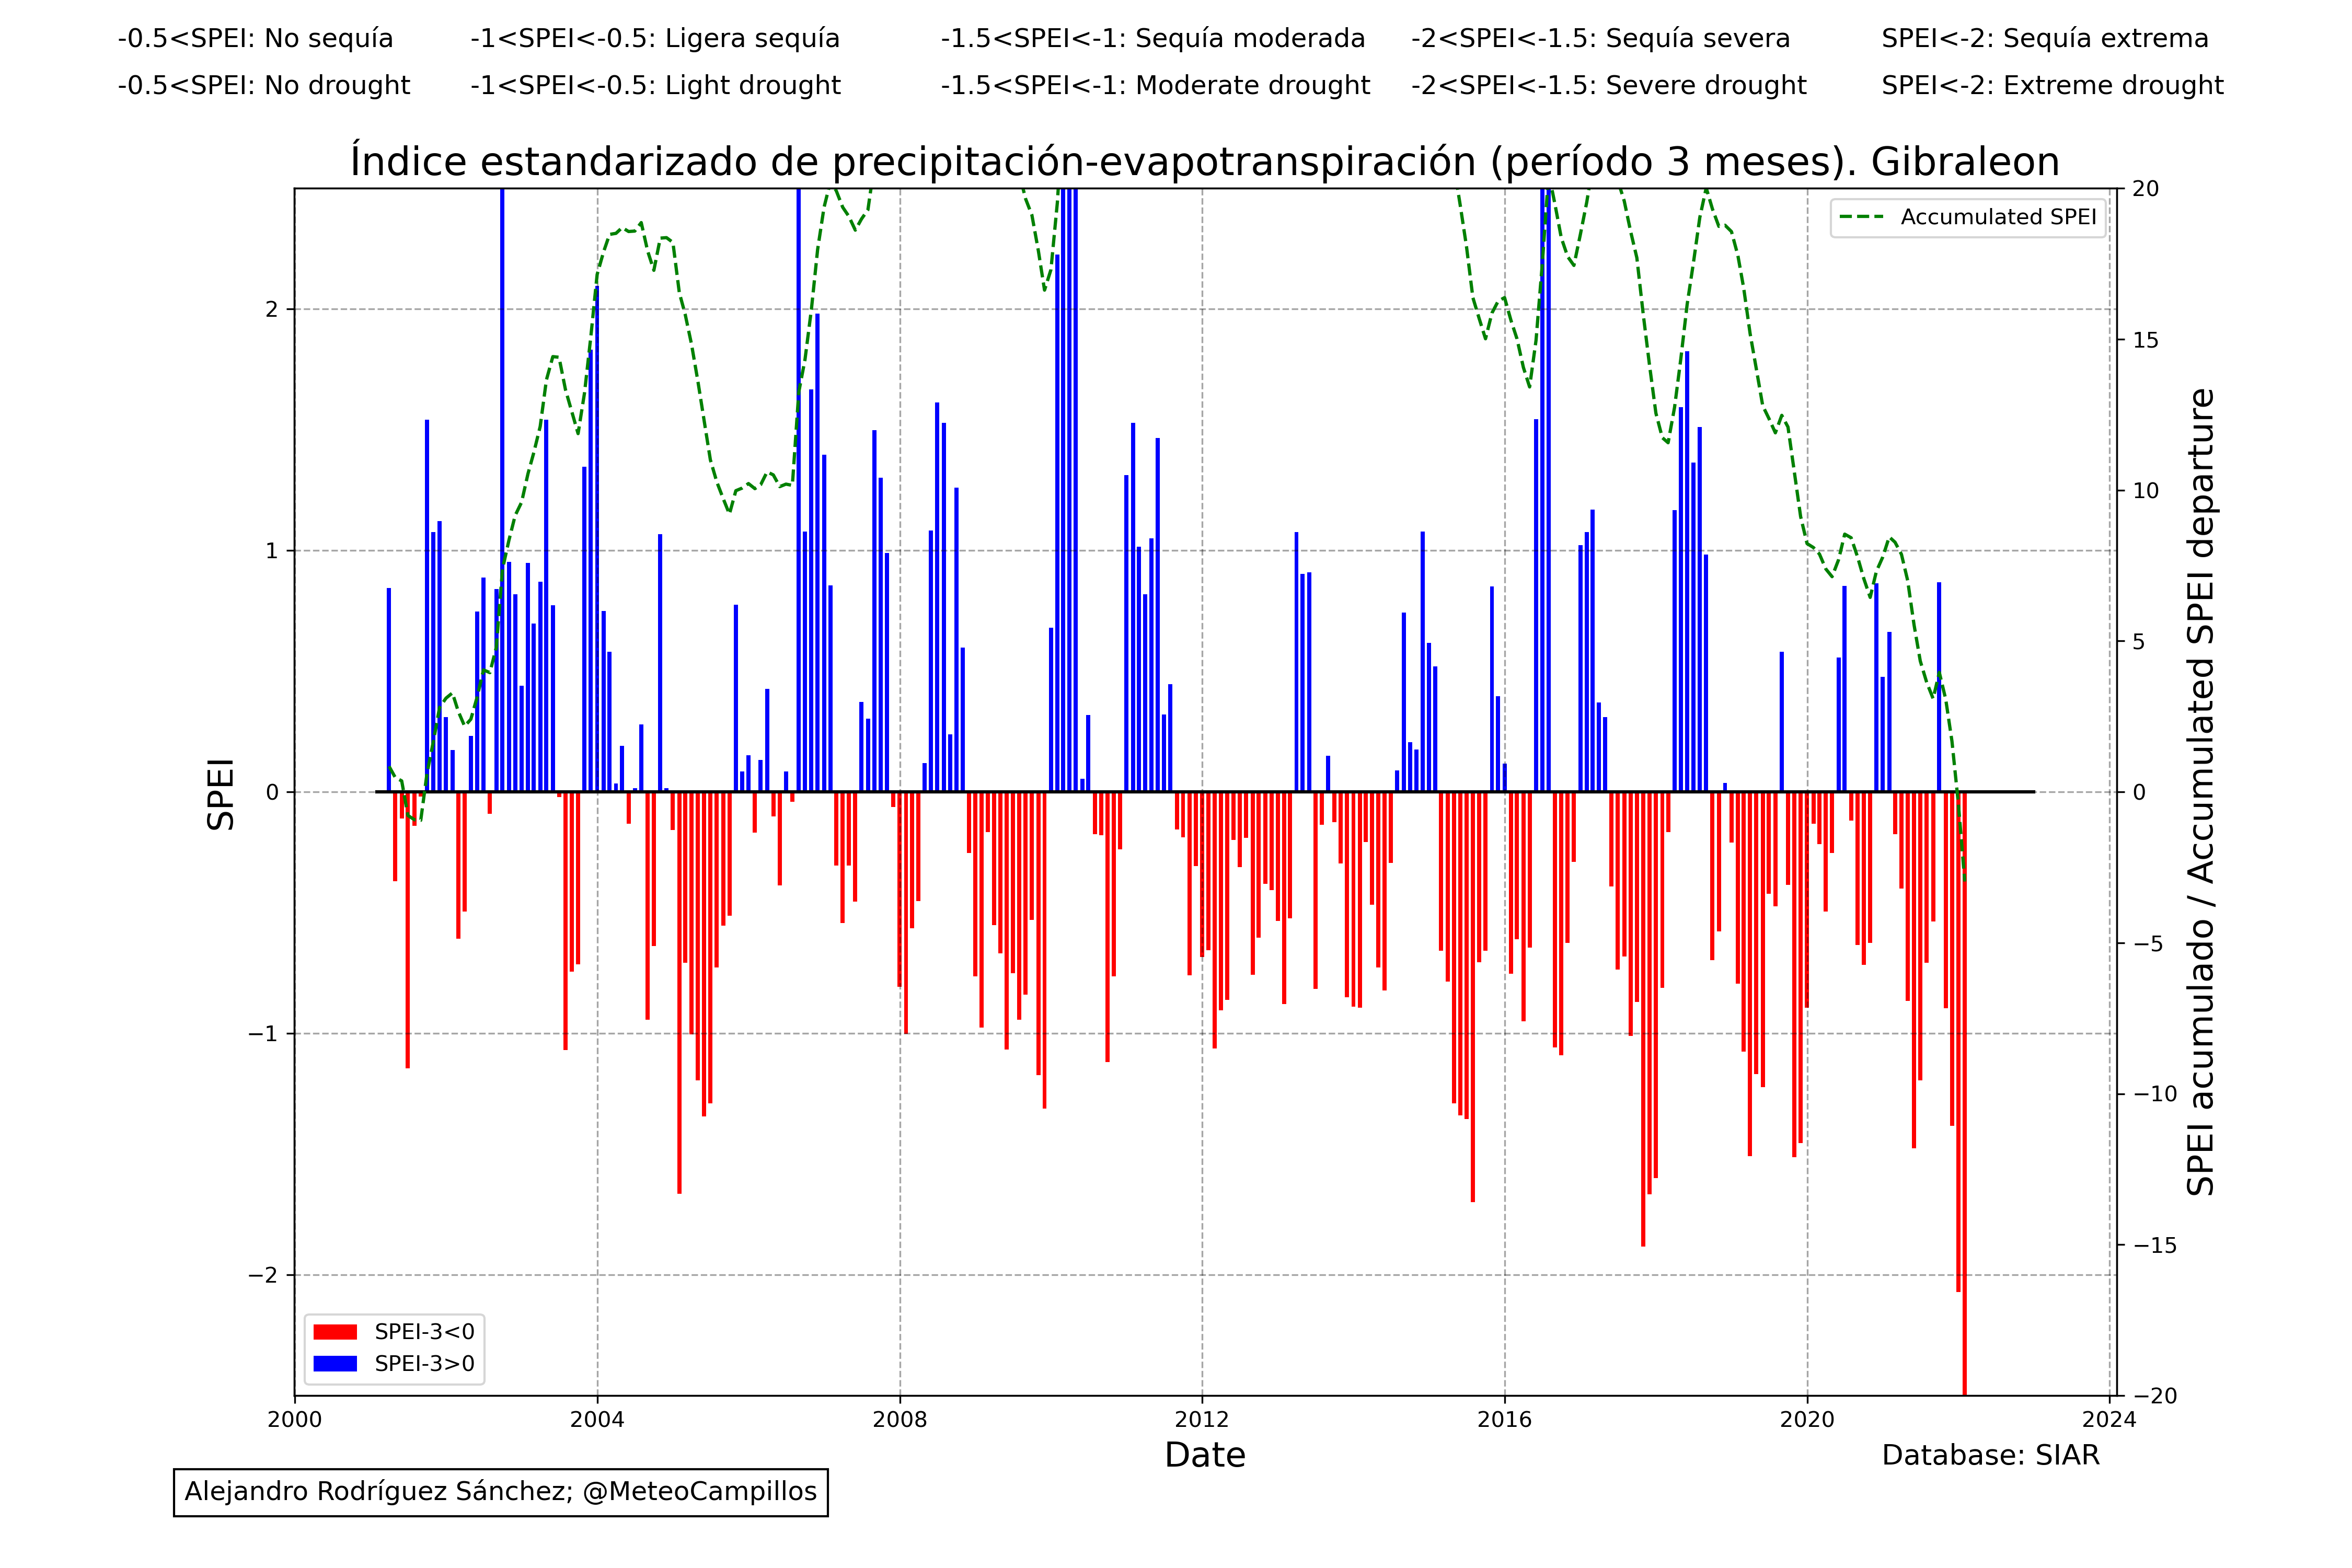 -0.5<SPEI: No sequía -1<SPEI<-0.5: Ligera sequía -1.5<SPEI<-1: Sequía moderada -2<SPEI<-1.5: Sequía severa SPEI<-2: Sequía extrema
-0.5<SPEI: No drought -1<SPEI<-0.5: Light drought -1.5<SPEI<-1: Moderate drought -2<SPEI<-1.5: Severe drought SPEI<-2: Extreme drought
Índice estandarizado de precipitación-evapotranspiración (período 3 meses). Gibraleon
Accumulated SPEI
SPEI
2
1
0
−1
−2
20
15
10
5
0
−5
−10
−15
−20
SPEI acumulado / Accumulated SPEI departure
SPEI-3<0
SPEI-3>0
2000 2004 2008 2012 2016 2020 2024
Date
Database: SIAR
Alejandro Rodríguez Sánchez; @MeteoCampillos